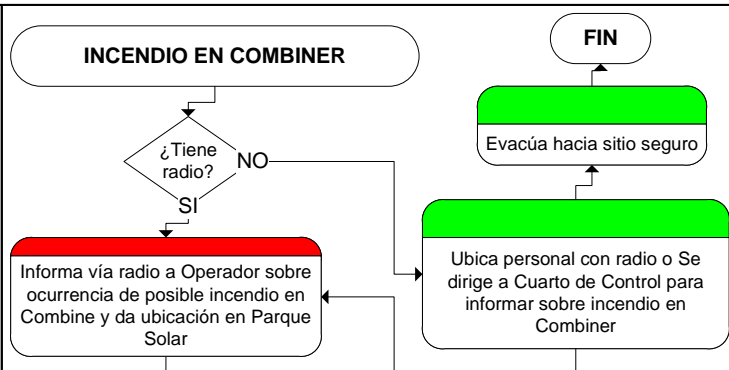 INCENDIO EN COMBINER
FIN
Evacúa hacia sitio seguro
¿Tiene
radio?
NO
SI
Informa vía radio a Operador sobre
ocurrencia de posible incendio en
Combine y da ubicación en Parque
Solar
Ubica personal con radio o Se
dirige a Cuarto de Control para
informar sobre incendio en
Combiner